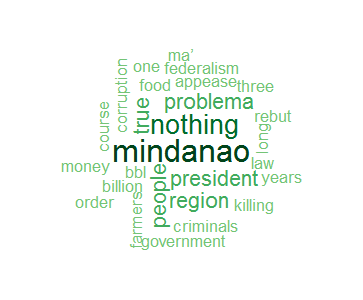 ma'
one federalism
corruption
food appease three
true problema
course
nothing long rebut
mindanao
law
money bbl president years
billion people
order region killing
farmers criminals
government